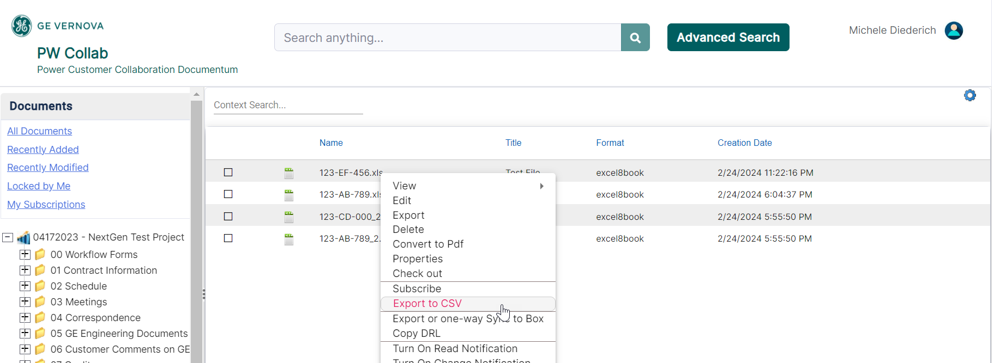 GE VERNOVA
PW Collab
Power Customer Collaboration Documentum
Search anything...
Advanced Search
Michele Diederich
Documents
All Documents
Recently Added
Recently Modified
Locked by Me
My Subscriptions
04172023 - NextGen Test Project
00 Workflow Forms
01 Contract Information
02 Schedule
03 Meetings
04 Correspondence
05 GE Engineering Documents
06 Customer Comments on GE
Context Search...
Name Title Format Creation Date
123-EF-456.xls Test File excel8book 2/24/2024 11:22:16 PM
123-AB-789.xls excel8book 2/24/2024 6:04:37 PM
123-CD-000_2 excel8book 2/24/2024 5:55:50 PM
123-AB-789_2. excel8book 2/24/2024 5:55:50 PM
View
Edit
Export
Delete
Convert to Pdf
Properties
Check out
Subscribe
Export to CSV
Export or one-way Sync to Box
Copy DRL
Turn On Read Notification
Turn On Change Notification